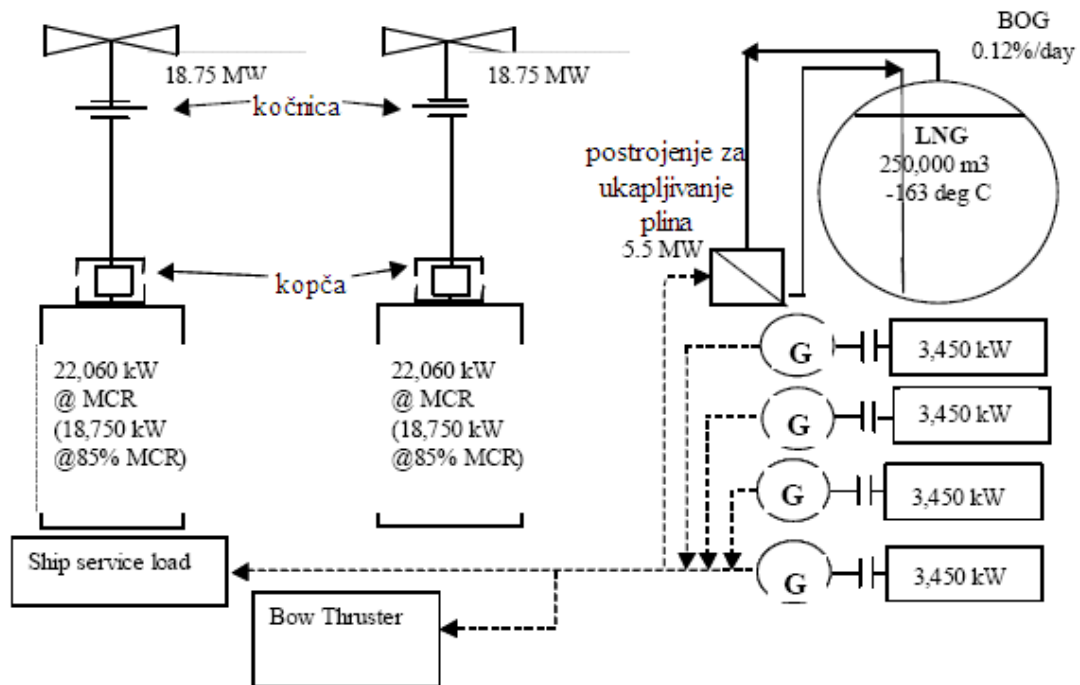 BOG
0.12%/day
18.75 MW
18.75 MW
kočnica
LNG
250,000 m3
-163 deg C
postrojenje za
ukapljivanje
plina
5.5 MW
kopča
22,060 kW
@ MCR
(18,750 kW
@85% MCR)
22,060 kW
@ MCR
(18,750 kW
@85% MCR)
G
3,450 kW
G
3,450 kW
G
3,450 kW
G
3,450 kW
Ship service load
Bow Thruster